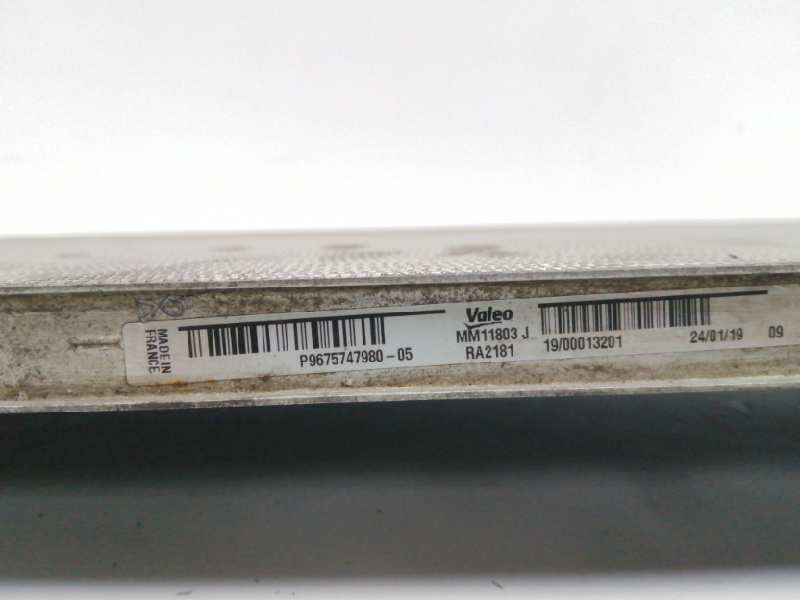 MADE IN
FRANCE
P9675747980-05
Valeo
MM11803 J
RA2181
19/00013201
24/01/19 09